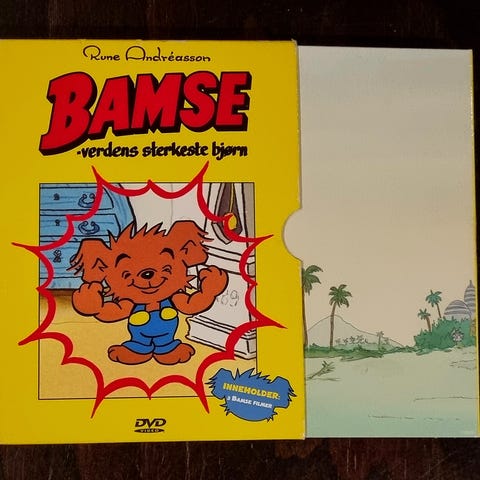 Rune Andréasson
BAMSE
-verdens sterkeste bjørn
INNEHOLDER:
3 BAMSE FILMER
DVD
VIDEO